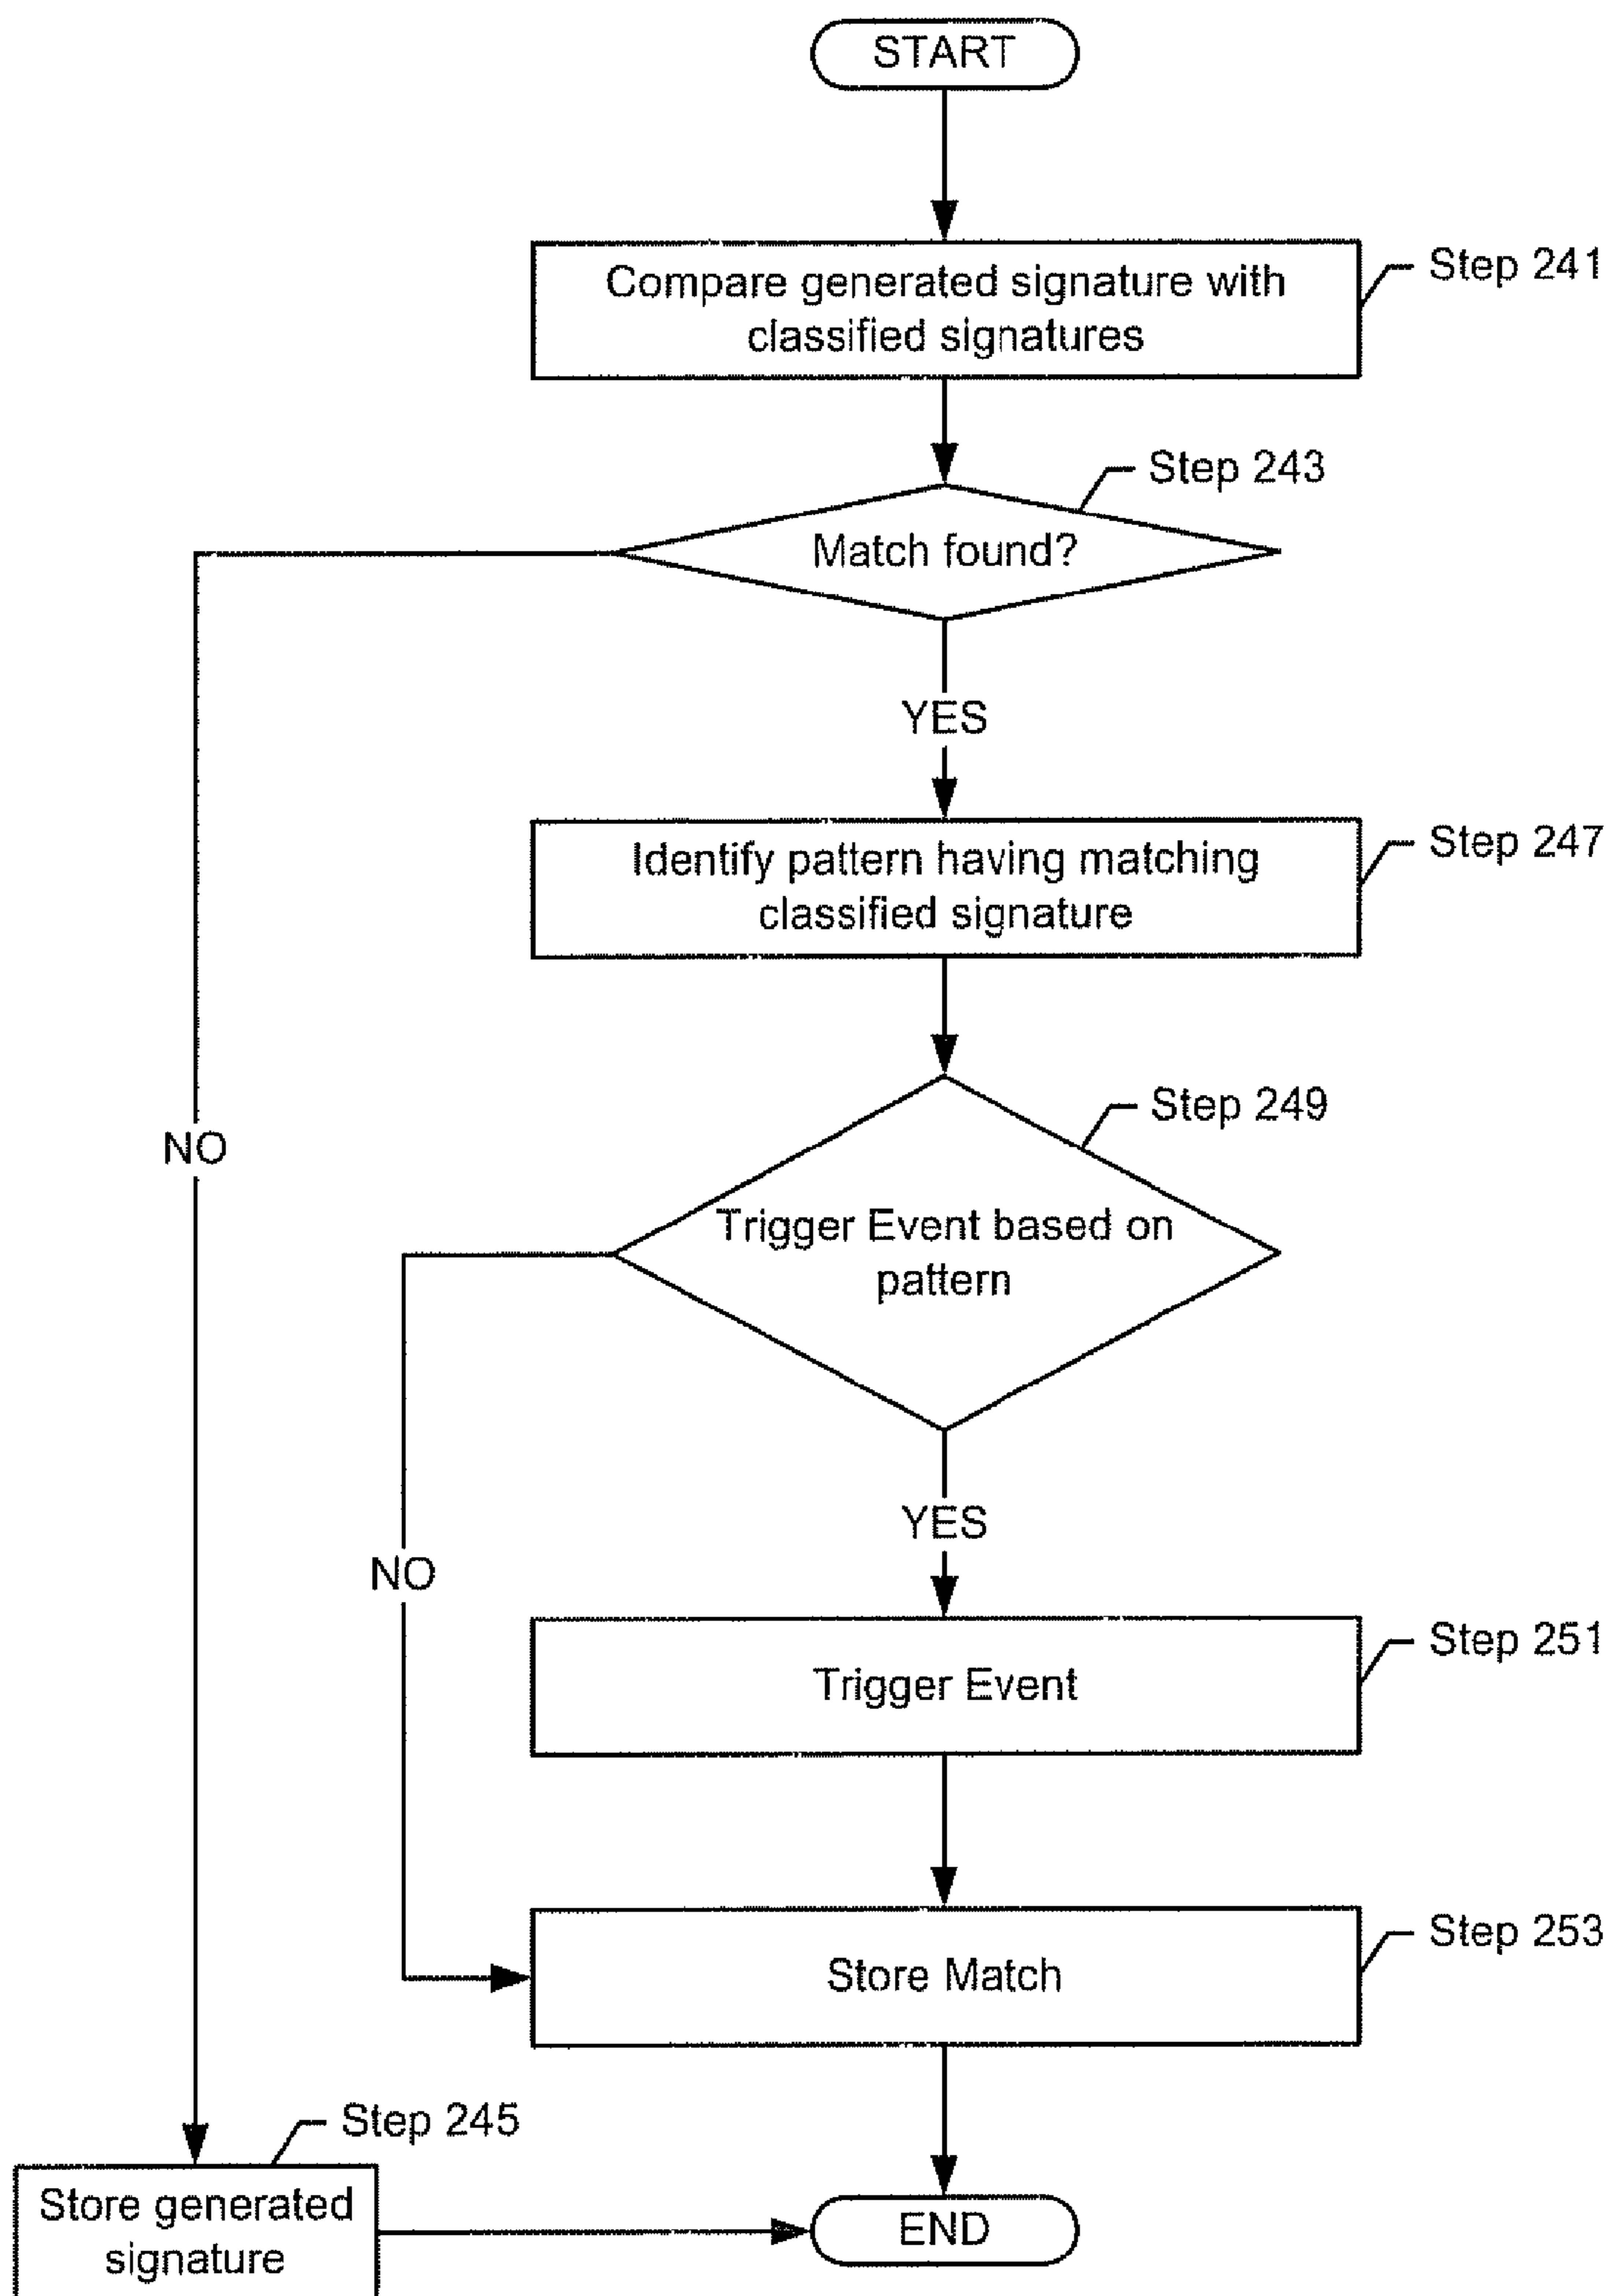 START
Compare generated signature with
classified signatures
Step 241
Step 243
Match found?
YES
Identify pattern having matching
classified signature
Step 247
Step 249
NO
Trigger Event based on
pattern
YES
NO
Trigger Event
Step 251
Store Match
Step 253
Step 245
Store generated
signature
END